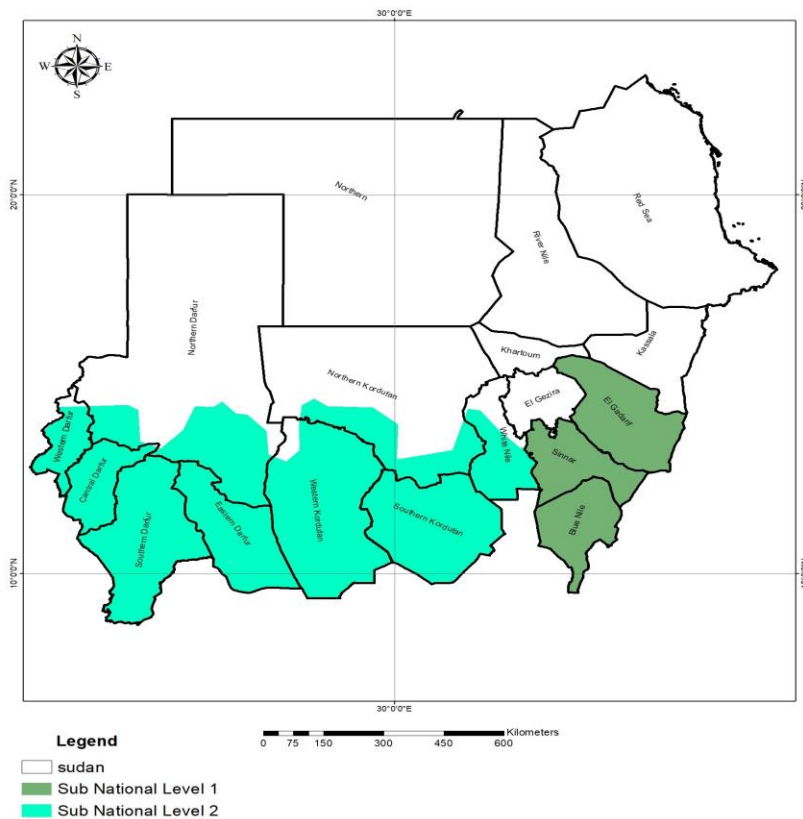 30°0'0"E
N
W E
S
20°0'0"N
Northern
Red Sea
River Nile
Northern Darfur
Kassala
Khartoum
Northern Kordufan
El Gezira
El Gadarif
Western Darfur
White Nile
Sinnar
Central Darfur
Western Kordufan
Southern Kordufan
Blue Nile
Eastern Darfur
Southern Darfur
10°0'0"N
30°0'0"E
Legend
Kilometers
0 75 150 300 450 600
sudan
Sub National Level 1
Sub National Level 2